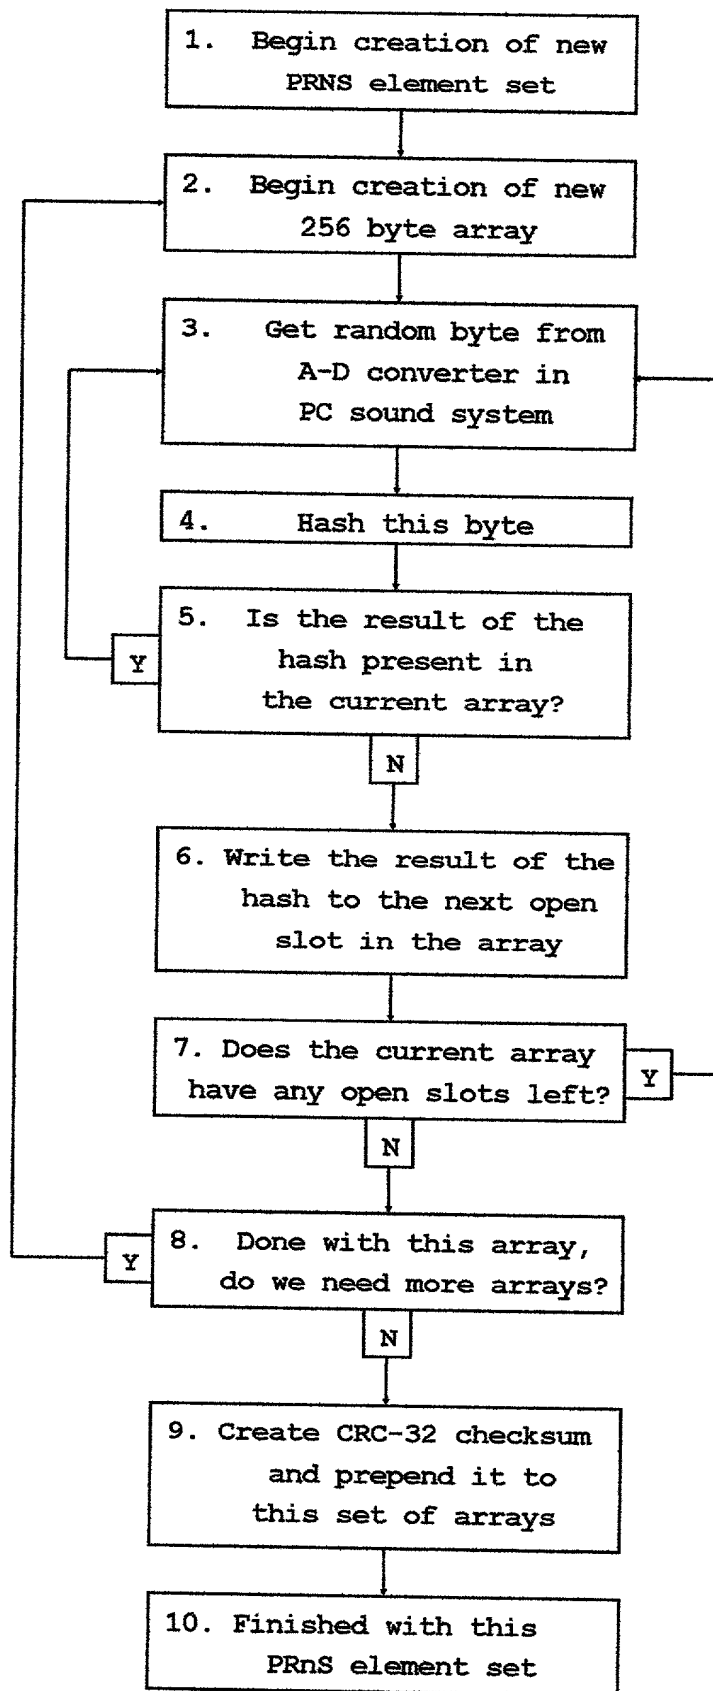 1. Begin creation of new
PRNS element set
2. Begin creation of new
256 byte array
3. Get random byte from
A-D converter in
PC sound system
4. Hash this byte
5. Is the result of the
hash present in
the current array?
Y
N
6. Write the result of the
hash to the next open
slot in the array
7. Does the current array
have any open slots left?
Y
N
8. Done with this array,
do we need more arrays?
Y
N
9. Create CRC-32 checksum
and prepend it to
this set of arrays
10. Finished with this
PRnS element set